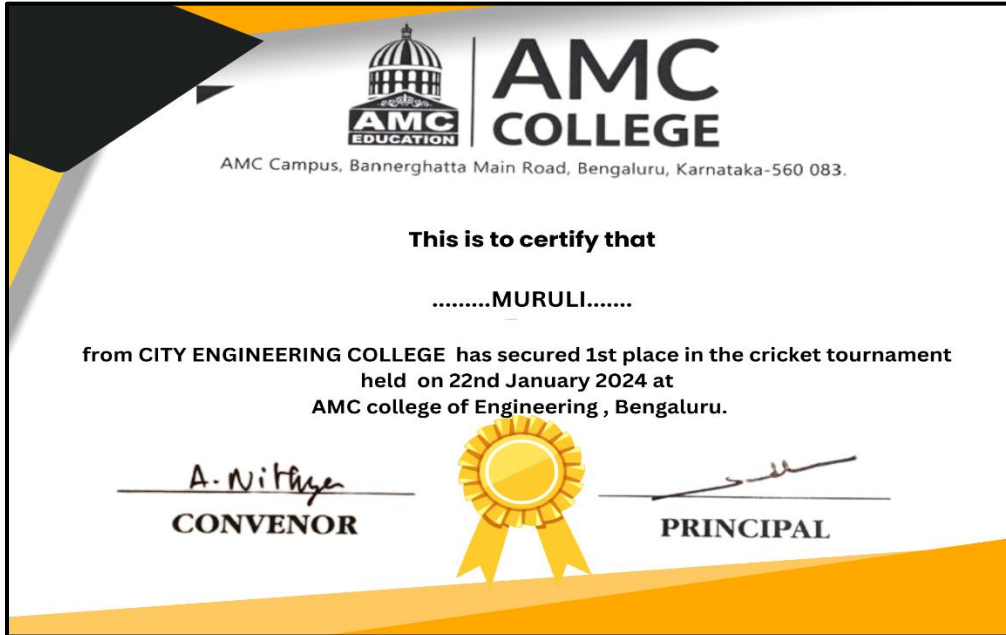 AMC
EDUCATION
AMC
COLLEGE
AMC Campus, Bannerghatta Main Road, Bengaluru, Karnataka-560 083.
This is to certify that
.........MURULI.......
from CITY ENGINEERING COLLEGE has secured 1st place in the cricket tournament
held on 22nd January 2024 at
AMC college of Engineering , Bengaluru.
A. Nithya
CONVENOR
PRINCIPAL